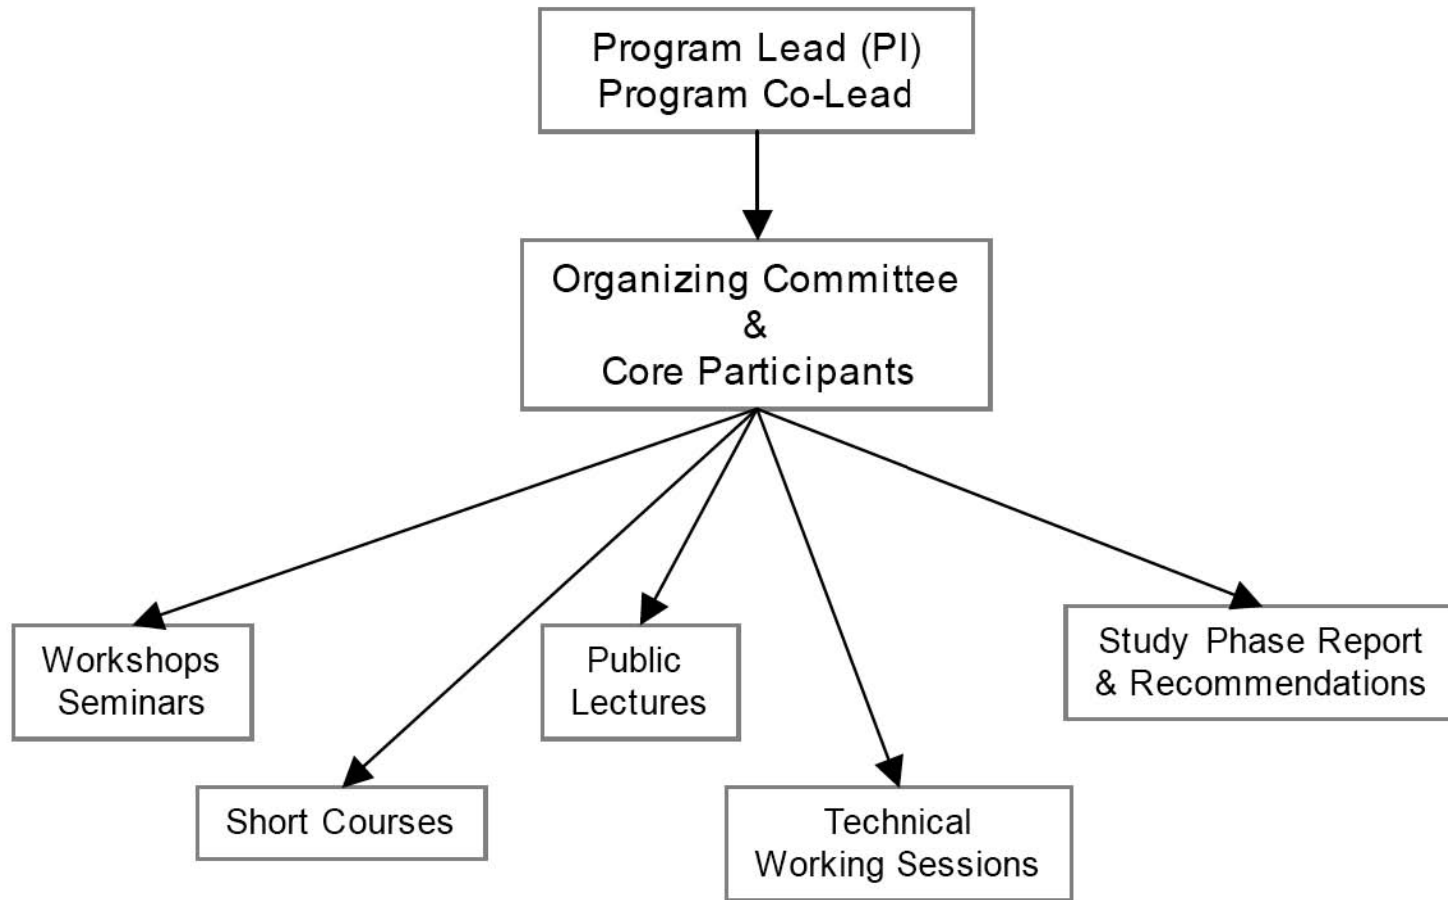 Program Lead (PI)
Program Co-Lead
Organizing Committee
&
Core Participants
Workshops
Seminars
Short Courses
Public
Lectures
Technical
Working Sessions
Study Phase Report
& Recommendations